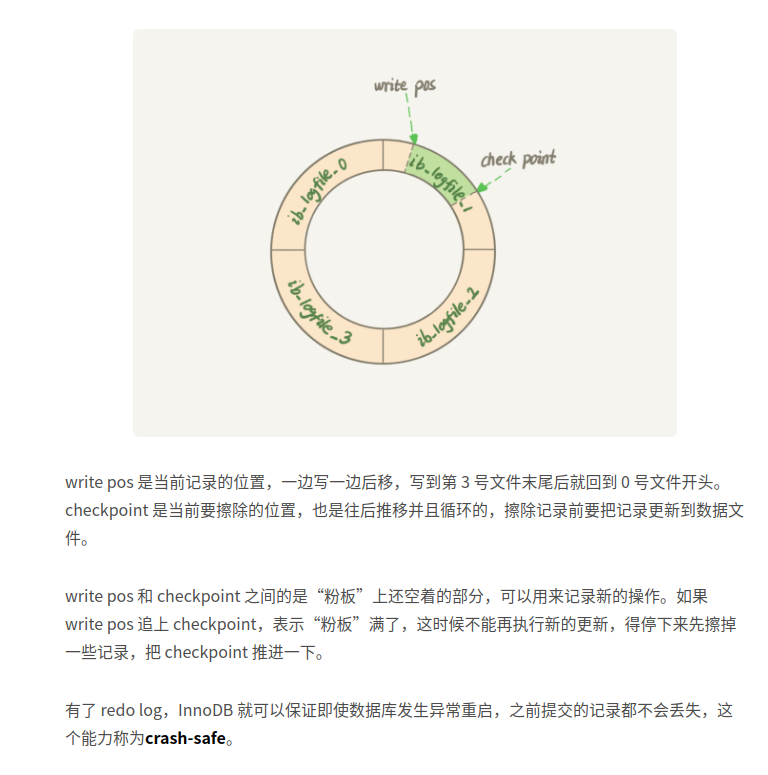 write pos
check point
ib_logfile_0
ib_logfile_1
ib_logfile_3
ib_logfile_2
write pos 是当前记录的位置，一边写一边后移，写到第 3 号文件末尾后就回到 0 号文件开头。
checkpoint 是当前要擦除的位置，也是往后推移并且循环的，擦除记录前要把记录更新到数据文
件。
write pos 和 checkpoint 之间的是“粉板”上还空着的部分，可以用来记录新的操作。如果
write pos 追上 checkpoint，表示“粉板”满了，这时候不能再执行新的更新，得停下来先擦掉
一些记录，把 checkpoint 推进一下。
有了 redo log，InnoDB 就可以保证即使数据库发生异常重启，之前提交的记录都不会丢失，这
个能力称为crash-safe。